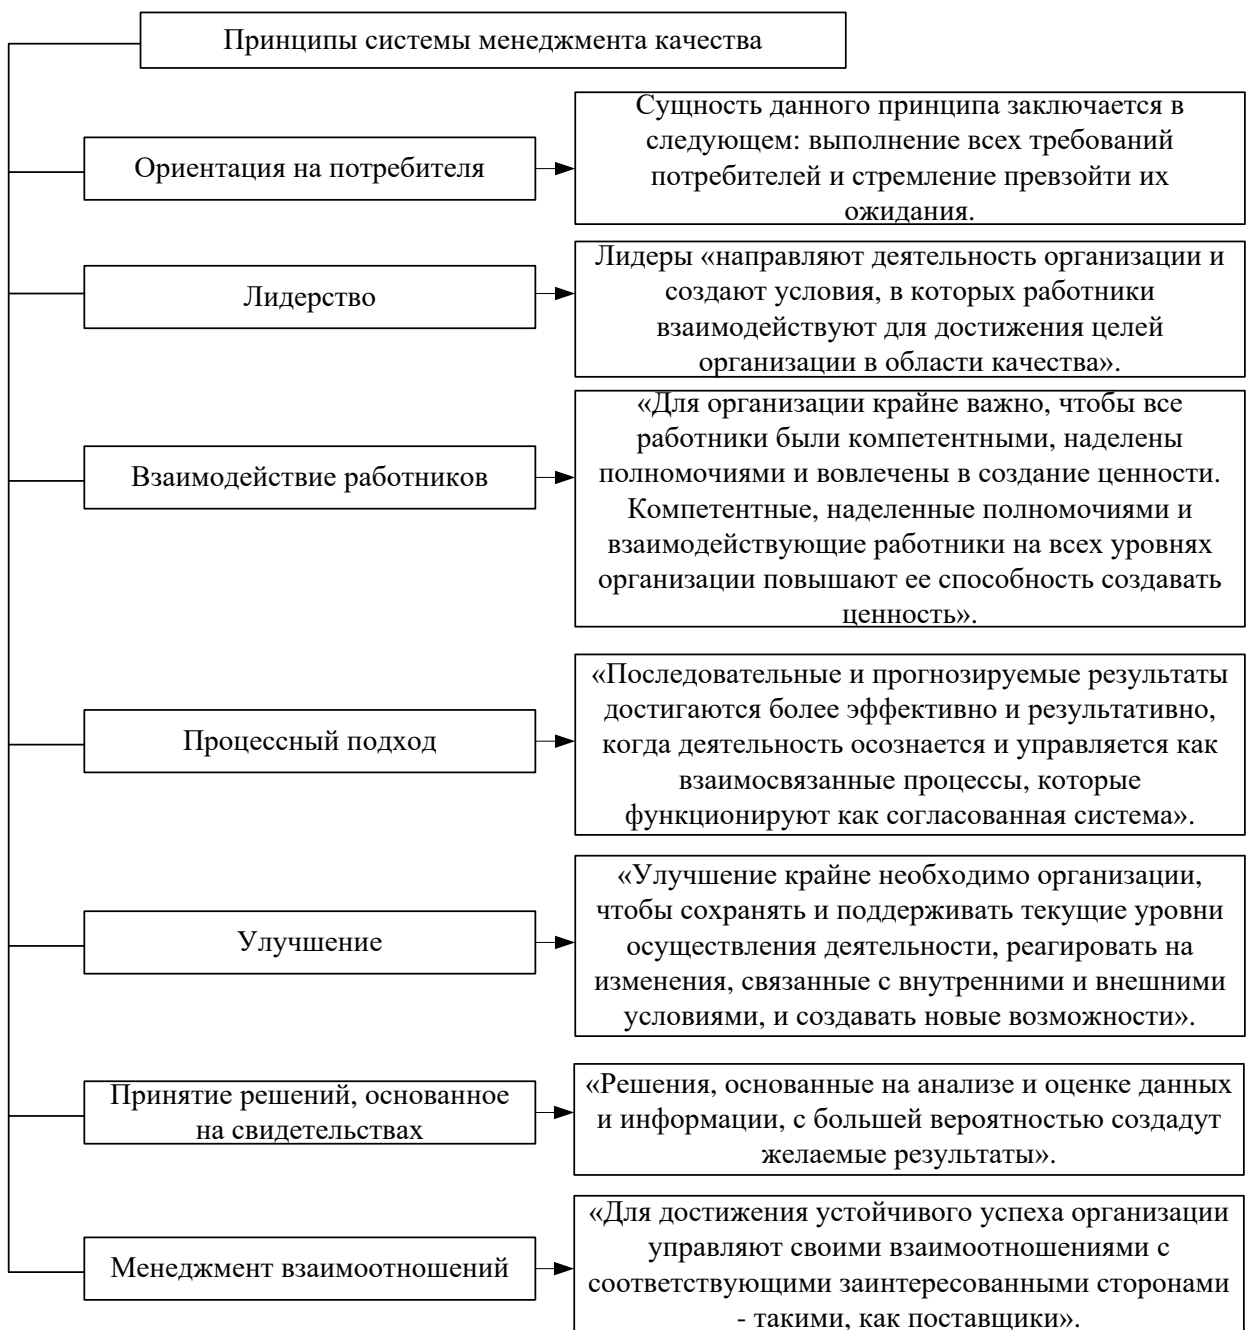 Принципы системы менеджмента качества
Ориентация на потребителя
Сущность данного принципа заключается в
следующем: выполнение всех требований
потребителей и стремление превзойти их
ожидания.
Лидерство
Лидеры «направляют деятельность организации и
создают условия, в которых работники
взаимодействуют для достижения целей
организации в области качества».
Взаимодействие работников
«Для организации крайне важно, чтобы все
работники были компетентными, наделены
полномочиями и вовлечены в создание ценности.
Компетентные, наделенные полномочиями и
взаимодействующие работники на всех уровнях
организации повышают ее способность создавать
ценность».
Процессный подход
«Последовательные и прогнозируемые результаты
достигаются более эффективно и результативно,
когда деятельность осознается и управляется как
взаимосвязанные процессы, которые
функционируют как согласованная система».
Улучшение
«Улучшение крайне необходимо организации,
чтобы сохранять и поддерживать текущие уровни
осуществления деятельности, реагировать на
изменения, связанные с внутренними и внешними
условиями, и создавать новые возможности».
Принятие решений, основанное
на свидетельствах
«Решения, основанные на анализе и оценке данных
и информации, с большей вероятностью создадут
желаемые результаты».
Менеджмент взаимоотношений
«Для достижения устойчивого успеха организации
управляют своими взаимоотношениями с
соответствующими заинтересованными сторонами
- такими, как поставщики».